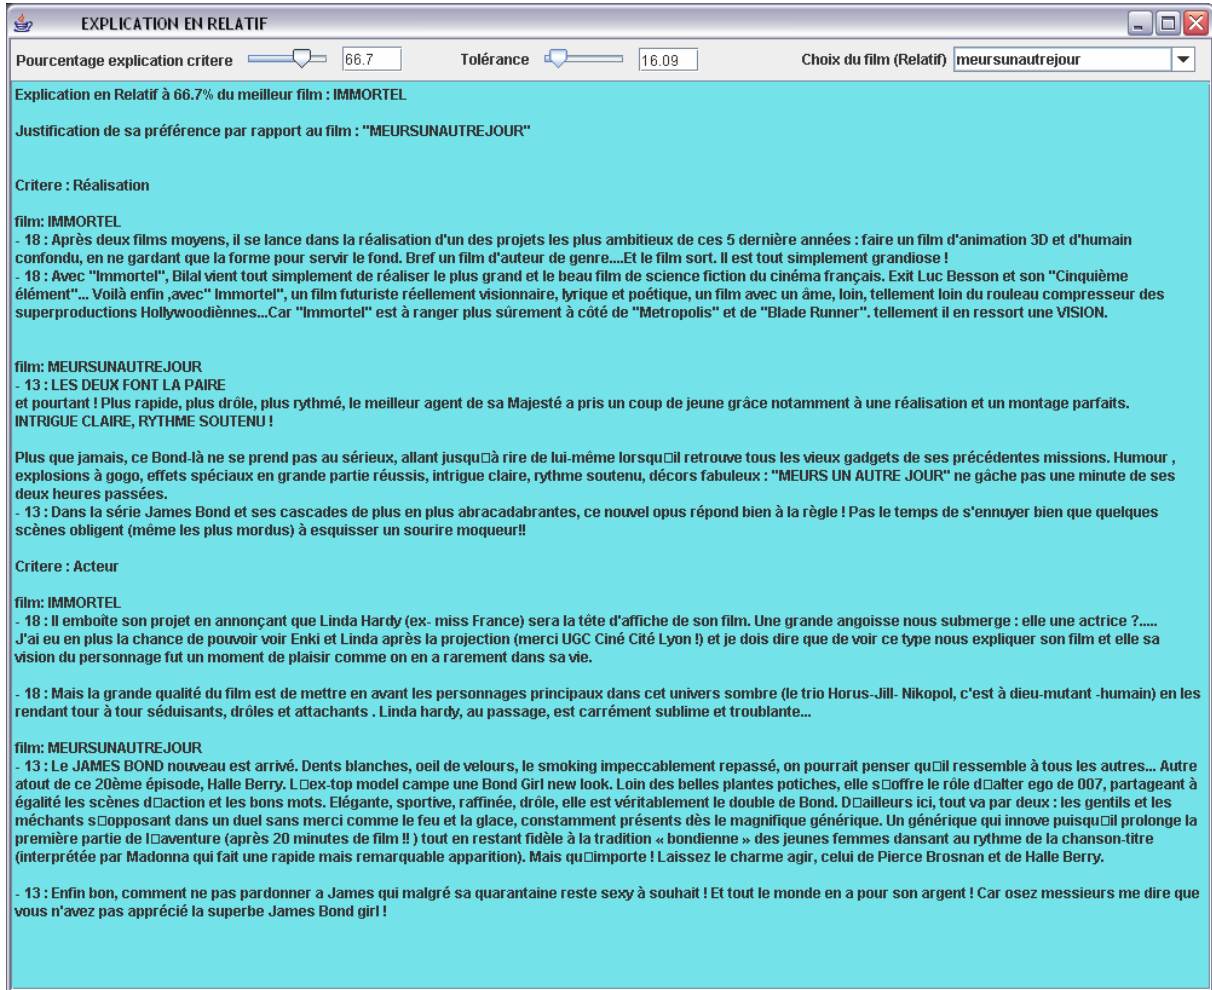 EXPLICATION EN RELATIF
Pourcentage explication critere 66.7 Tolérance 16.09 Choix du film (Relatif) meursunautrejour
Explication en Relatif à 66.7% du meilleur film : IMMORTEL
Justification de sa préférence par rapport au film : "MEURSUNAUTREJOUR"
Critere : Réalisation
film: IMMORTEL
- 18 : Après deux films moyens, il se lance dans la réalisation d'un des projets les plus ambitieux de ces 5 dernière années : faire un film d'animation 3D et d'humain
confondu, en ne gardant que la forme pour servir le fond. Bref un film d'auteur de genre....Et le film sort. Il est tout simplement grandiose !
- 18 : Avec "Immortel", Bilal vient tout simplement de réaliser le plus grand et le beau film de science fiction du cinéma français. Exit Luc Besson et son "Cinquième
élément"... Voilà enfin ,avec" Immortel", un film futuriste réellement visionnaire, lyrique et poétique, un film avec un âme, loin, tellement loin du rouleau compresseur des
superproductions Hollywoodiènnes...Car "Immortel" est à ranger plus sûrement à côté de "Metropolis" et de "Blade Runner". tellement il en ressort une VISION.
film: MEURSUNAUTREJOUR
- 13 : LES DEUX FONT LA PAIRE
et pourtant ! Plus rapide, plus drôle, plus rythmé, le meilleur agent de sa Majesté a pris un coup de jeune grâce notamment à une réalisation et un montage parfaits.
INTRIGUE CLAIRE, RYTHME SOUTENU !
Plus que jamais, ce Bond-là ne se prend pas au sérieux, allant jusqu□à rire de lui-même lorsqu□il retrouve tous les vieux gadgets de ses précédentes missions. Humour ,
explosions à gogo, effets spéciaux en grande partie réussis, intrigue claire, rythme soutenu, décors fabuleux : "MEURS UN AUTRE JOUR" ne gâche pas une minute de ses
deux heures passées.
- 13 : Dans la série James Bond et ses cascades de plus en plus abracadabrantes, ce nouvel opus répond bien à la règle ! Pas le temps de s'ennuyer bien que quelques
scènes obligent (même les plus mordus) à esquisser un sourire moqueur!!
Critere : Acteur
film: IMMORTEL
- 18 : Il emboîte son projet en annonçant que Linda Hardy (ex- miss France) sera la tête d'affiche de son film. Une grande angoisse nous submerge : elle une actrice ?.....
J'ai eu en plus la chance de pouvoir voir Enki et Linda après la projection (merci UGC Ciné Cité Lyon !) et je dois dire que de voir ce type nous expliquer son film et elle sa
vision du personnage fut un moment de plaisir comme on en a rarement dans sa vie.
- 18 : Mais la grande qualité du film est de mettre en avant les personnages principaux dans cet univers sombre (le trio Horus-Jill- Nikopol, c'est à dieu-mutant -humain) en les
rendant tour à tour séduisants, drôles et attachants . Linda hardy, au passage, est carrément sublime et troublante...
film: MEURSUNAUTREJOUR
- 13 : Le JAMES BOND nouveau est arrivé. Dents blanches, oeil de velours, le smoking impeccablement repassé, on pourrait penser qu□il ressemble à tous les autres... Autre
atout de ce 20ème épisode, Halle Berry. L□ex-top model campe une Bond Girl new look. Loin des belles plantes potiches, elle s□offre le rôle d□alter ego de 007, partageant à
égalité les scènes d□action et les bons mots. Elégante, sportive, raffinée, drôle, elle est véritablement le double de Bond. D□ailleurs ici, tout va par deux : les gentils et les
méchants s□opposant dans un duel sans merci comme le feu et la glace, constamment présents dès le magnifique générique. Un générique qui innove puisqu□il prolonge la
première partie de l□aventure (après 20 minutes de film !! ) tout en restant fidèle à la tradition « bondienne » des jeunes femmes dansant au rythme de la chanson-titre
(interprétée par Madonna qui fait une rapide mais remarquable apparition). Mais qu□importe ! Laissez le charme agir, celui de Pierce Brosnan et de Halle Berry.
- 13 : Enfin bon, comment ne pas pardonner a James qui malgré sa quarantaine reste sexy à souhait ! Et tout le monde en a pour son argent ! Car osez messieurs me dire que
vous n'avez pas apprécié la superbe James Bond girl !